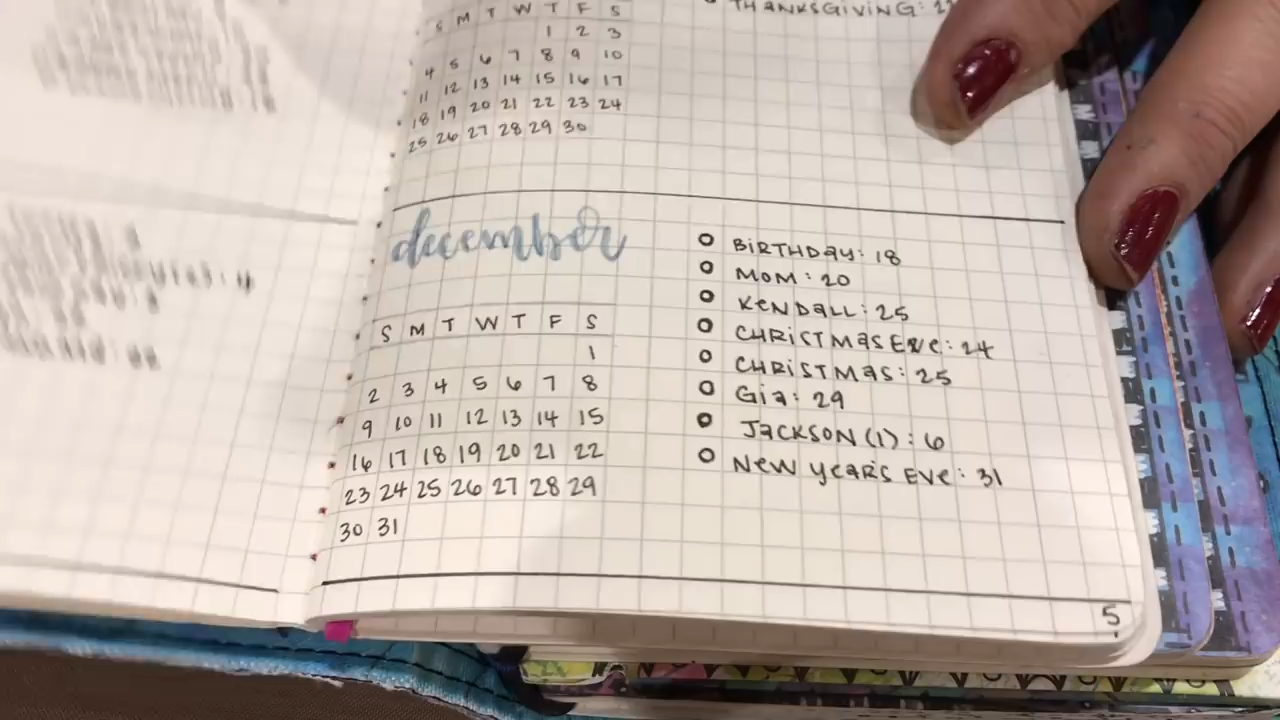 S M T W T F S
1 2 3
4 5 6 7 8 9 10
11 12 13 14 15 16 17
18 19 20 21 22 23 24
25 26 27 28 29 30
THANKSGIVING: 22
december
S M T W T F S
1
2 3 4 5 6 7 8
9 10 11 12 13 14 15
16 17 18 19 20 21 22
23 24 25 26 27 28 29
30 31
BIRTHDAY: 18
MOM: 20
KENDALL: 25
CHRISTMAS EVE: 24
CHRISTMAS: 25
GIA: 29
JACKSON (1): 6
NEW YEAR'S EVE: 31
5